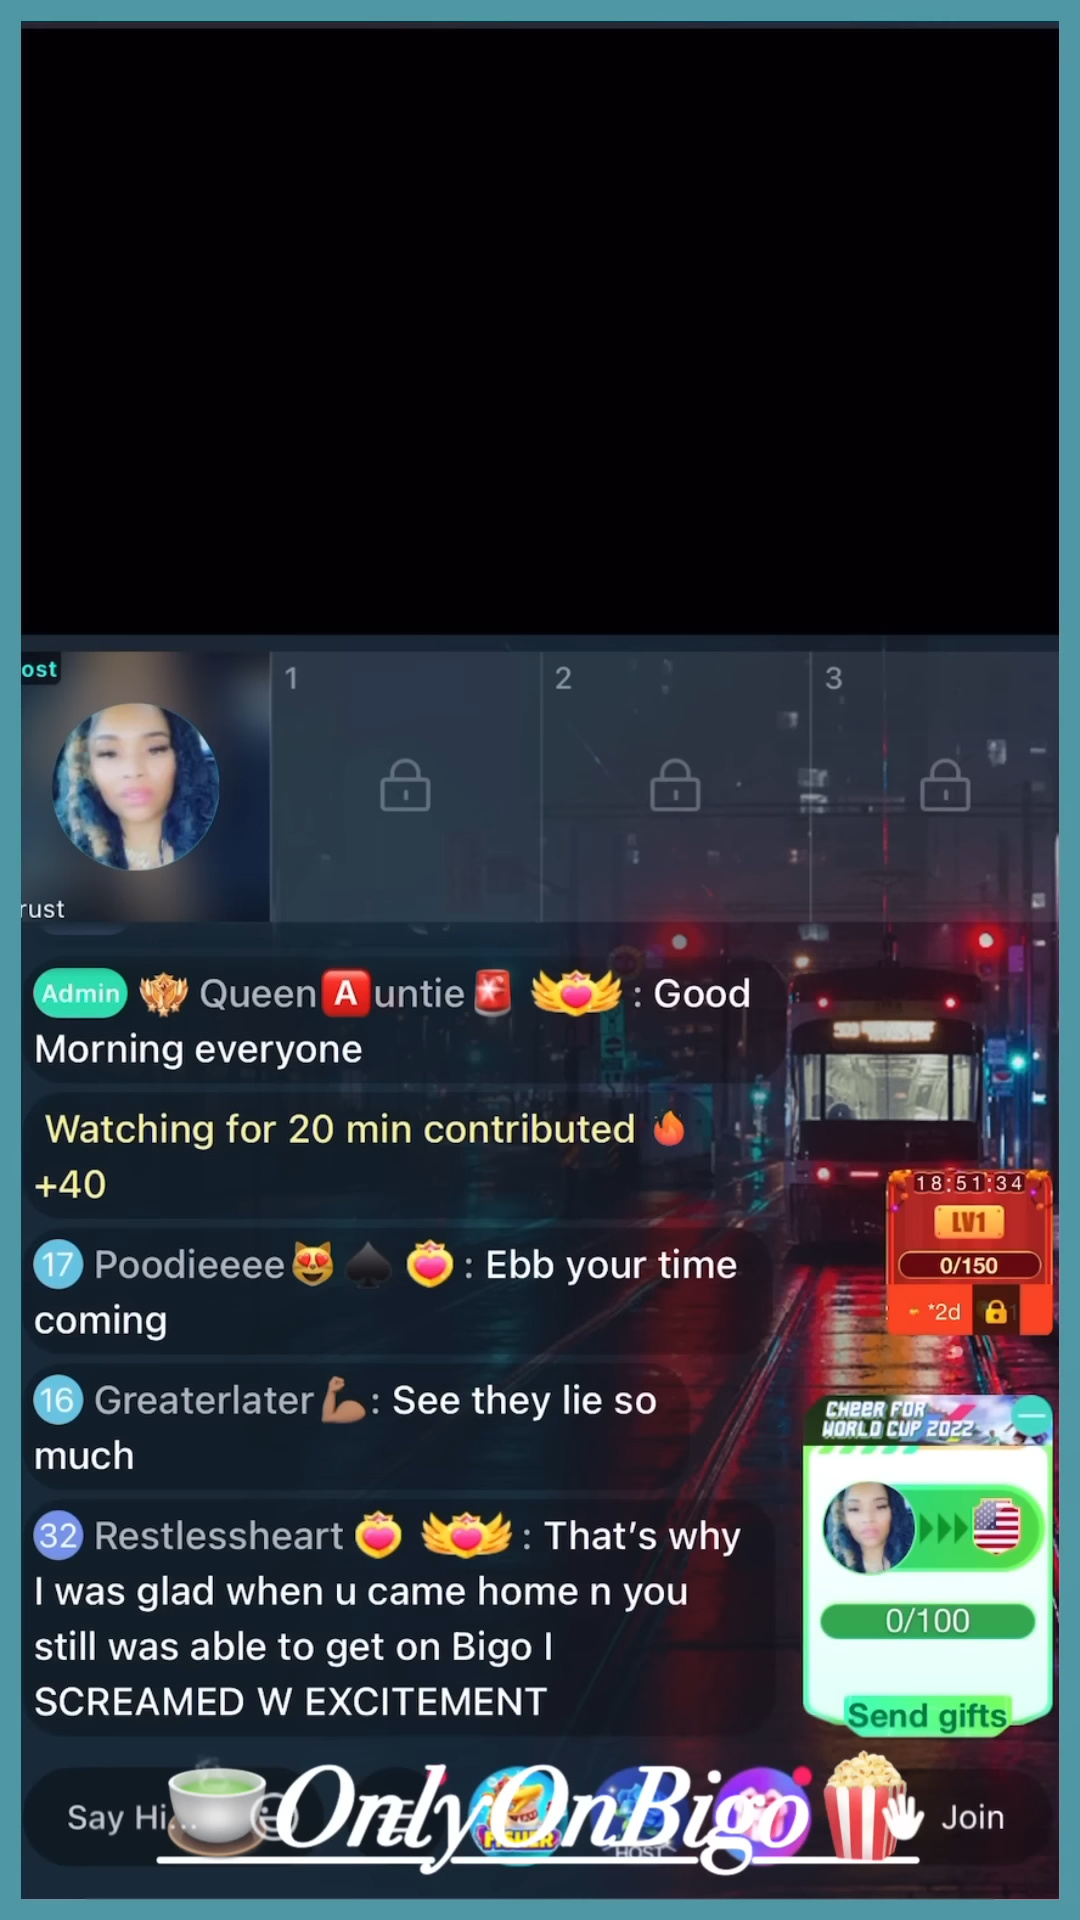 ost
1
2
3
rust
Admin QueenAuntie : Good
Morning everyone
Watching for 20 min contributed
+40
17 Poodieeee : Ebb your time
coming
16 Greaterlater : See they lie so
much
32 Restlessheart : That's why
I was glad when u came home n you
still was able to get on Bigo I
SCREAMED W EXCITEMENT
18:51:34
LV1
0/150
*2d
CHEER FOR
WORLD CUP 2022
0/100
Send gifts
Say Hi...
OnlyOnBigo
FISHER
HOST
Join